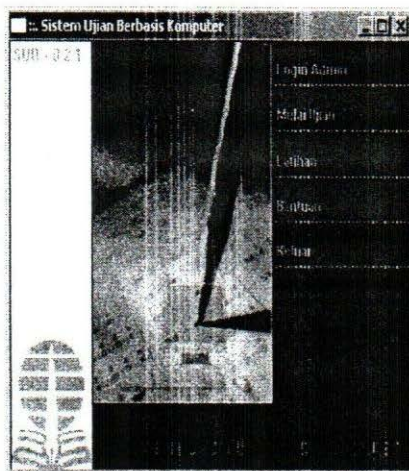 ::. Sistem Ujian Berbasis Komputer
Login Admin
Mulai Ujian
Latihan
Bantuan
Keluar